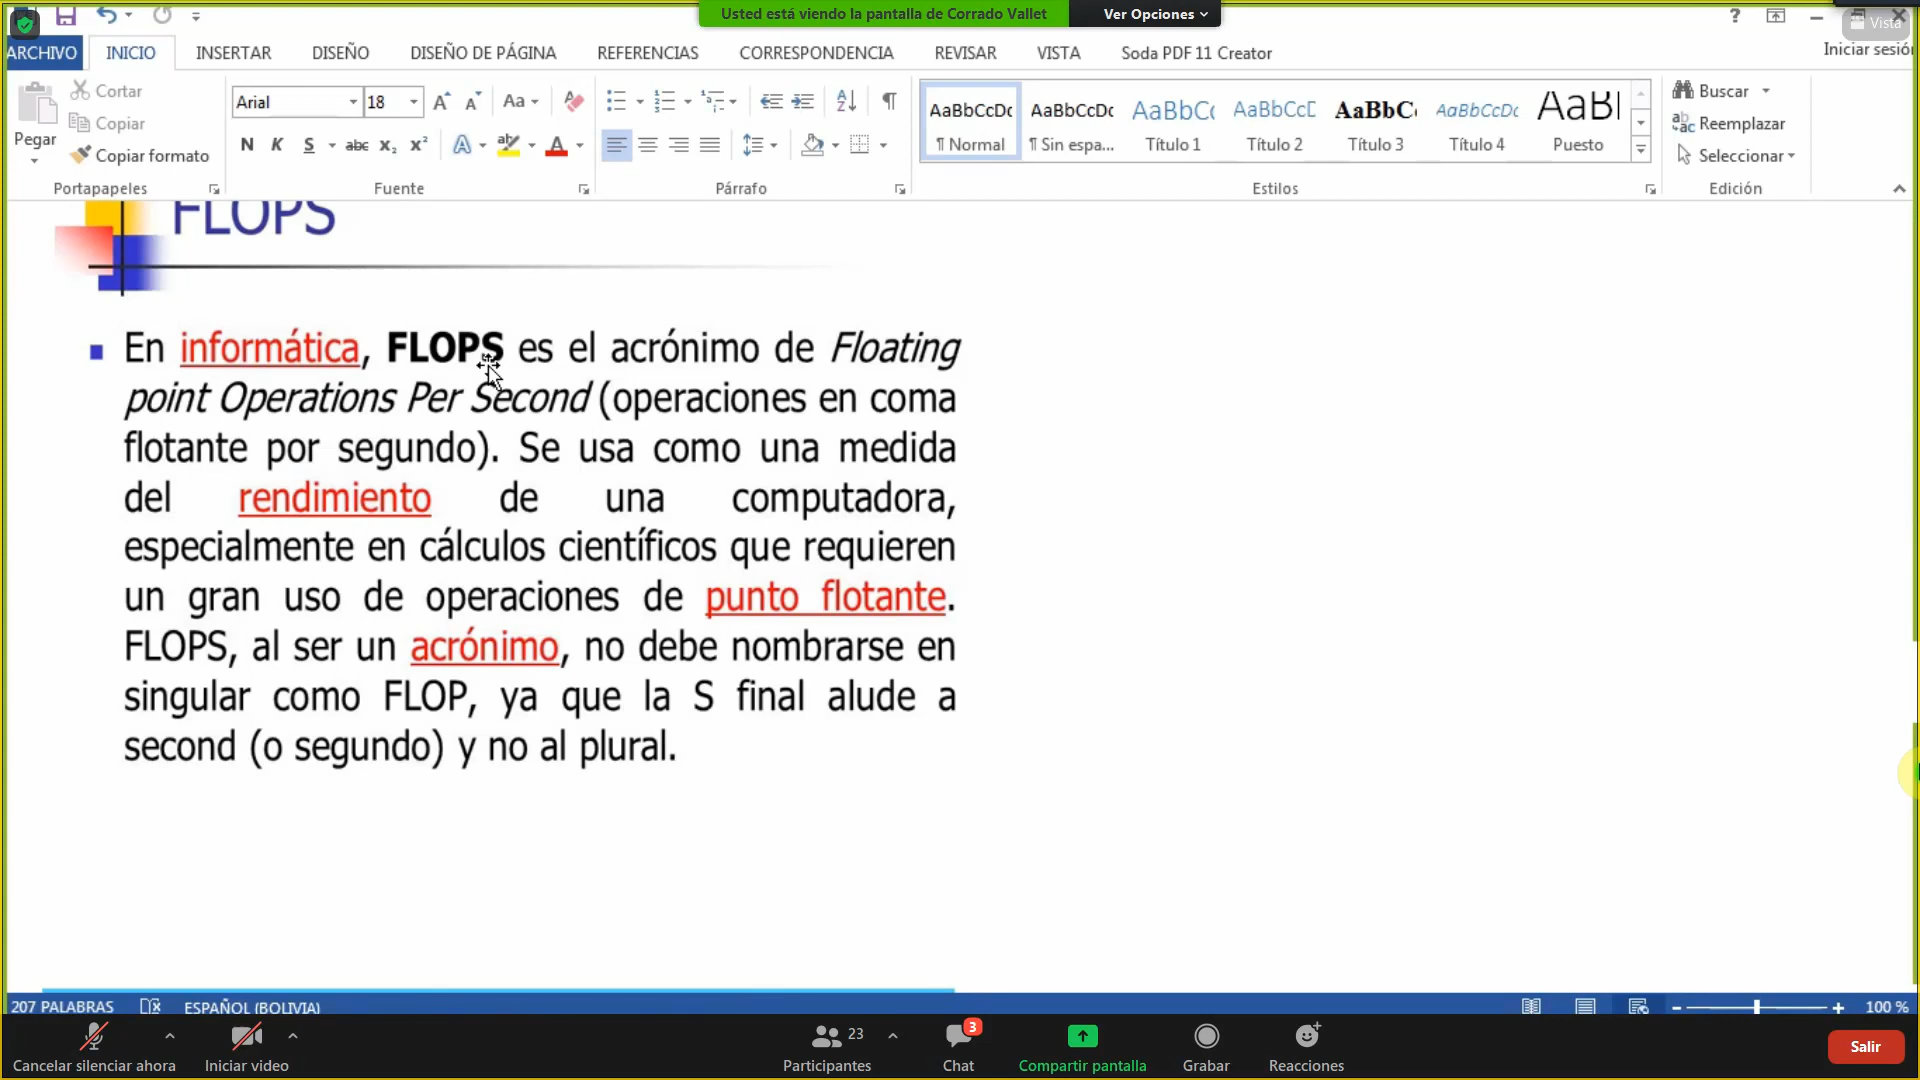 Usted está viendo la pantalla de Corrado Vallet
Ver Opciones
Vista
ARCHIVO INICIO INSERTAR DISEÑO DISEÑO DE PÁGINA REFERENCIAS CORRESPONDENCIA REVISAR VISTA Soda PDF 11 Creator
Iniciar sesión
Pegar
Cortar
Copiar
Copiar formato
Portapapeles
Arial 18
Aa
N K S abc x₂ x²
Fuente
Párrafo
AaBbCcDc AaBbCcDc AaBbC AaBbCcD AaBbC AaBbCcDc AaBl
¶ Normal ¶ Sin espa... Título 1 Título 2 Título 3 Título 4 Puesto
Estilos
Buscar
Reemplazar
Seleccionar
Edición
FLOPS
En informática, FLOPS es el acrónimo de Floating
point Operations Per Second (operaciones en coma
flotante por segundo). Se usa como una medida
del rendimiento de una computadora,
especialmente en cálculos científicos que requieren
un gran uso de operaciones de punto flotante.
FLOPS, al ser un acrónimo, no debe nombrarse en
singular como FLOP, ya que la S final alude a
second (o segundo) y no al plural.
207 PALABRAS ESPAÑOL (BOLIVIA) 100 %
Cancelar silenciar ahora
Iniciar video
Participantes 23
Chat 3
Compartir pantalla
Grabar
Reacciones
Salir